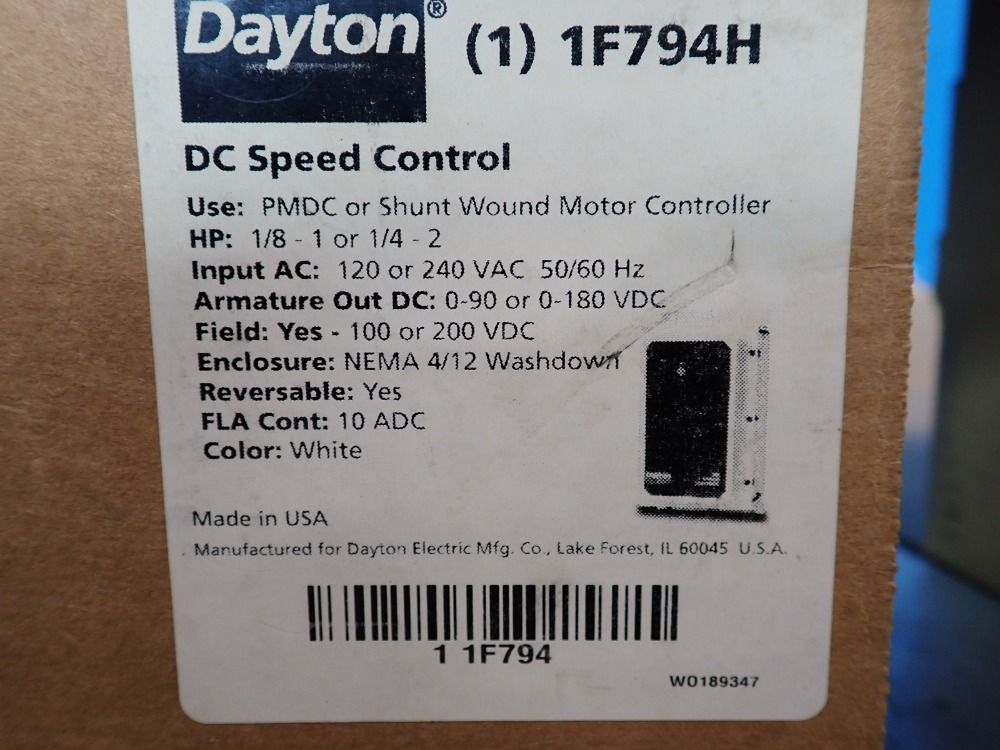 Dayton® (1) 1F794H
DC Speed Control
Use: PMDC or Shunt Wound Motor Controller
HP: 1/8 - 1 or 1/4 - 2
Input AC: 120 or 240 VAC 50/60 Hz
Armature Out DC: 0-90 or 0-180 VDC
Field: Yes - 100 or 200 VDC
Enclosure: NEMA 4/12 Washdown
Reversable: Yes
FLA Cont: 10 ADC
Color: White
Made in USA
Manufactured for Dayton Electric Mfg. Co., Lake Forest, IL 60045 U.S.A.
1 1F794
WO189347